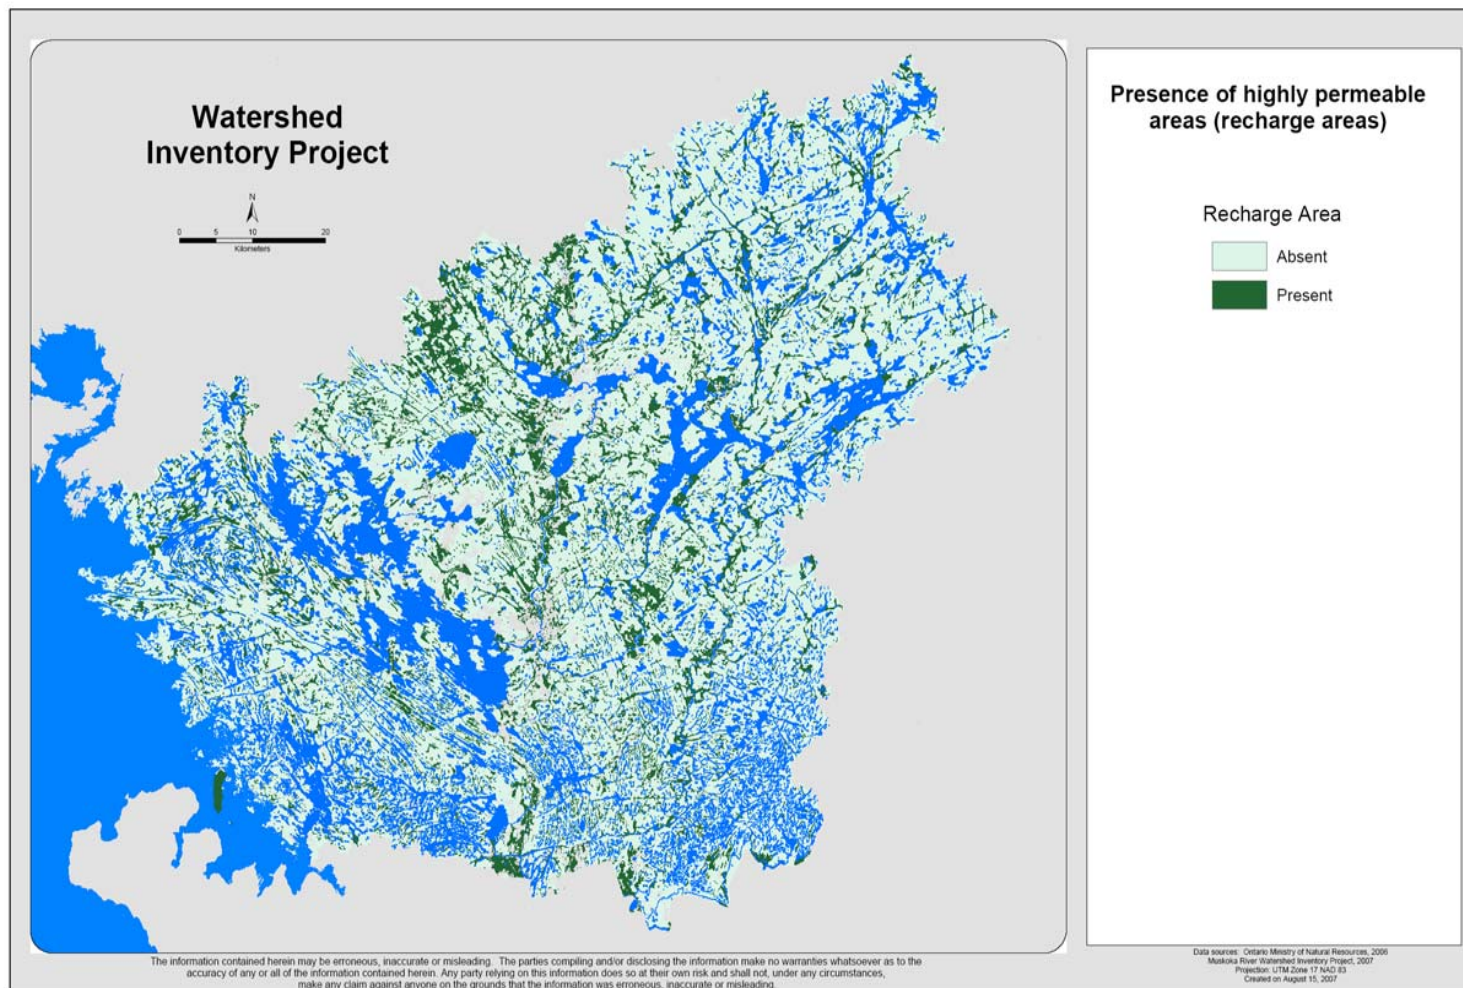 Watershed
Inventory Project
N
0 5 10 20
Kilometers
Presence of highly permeable
areas (recharge areas)
Recharge Area
Absent
Present
The information contained herein may be erroneous, inaccurate or misleading. The parties compiling and/or disclosing the information make no warranties whatsoever as to the
accuracy of any or all of the information contained herein. Any party relying on this information does so at their own risk and shall not, under any circumstances,
make any claim against anyone on the grounds that the information was erroneous, inaccurate or misleading.
Data sources: Ontario Ministry of Natural Resources, 2006
Muskoka River Watershed Inventory Project, 2007
Projection: UTM Zone 17 NAD 83
Created on August 15, 2007